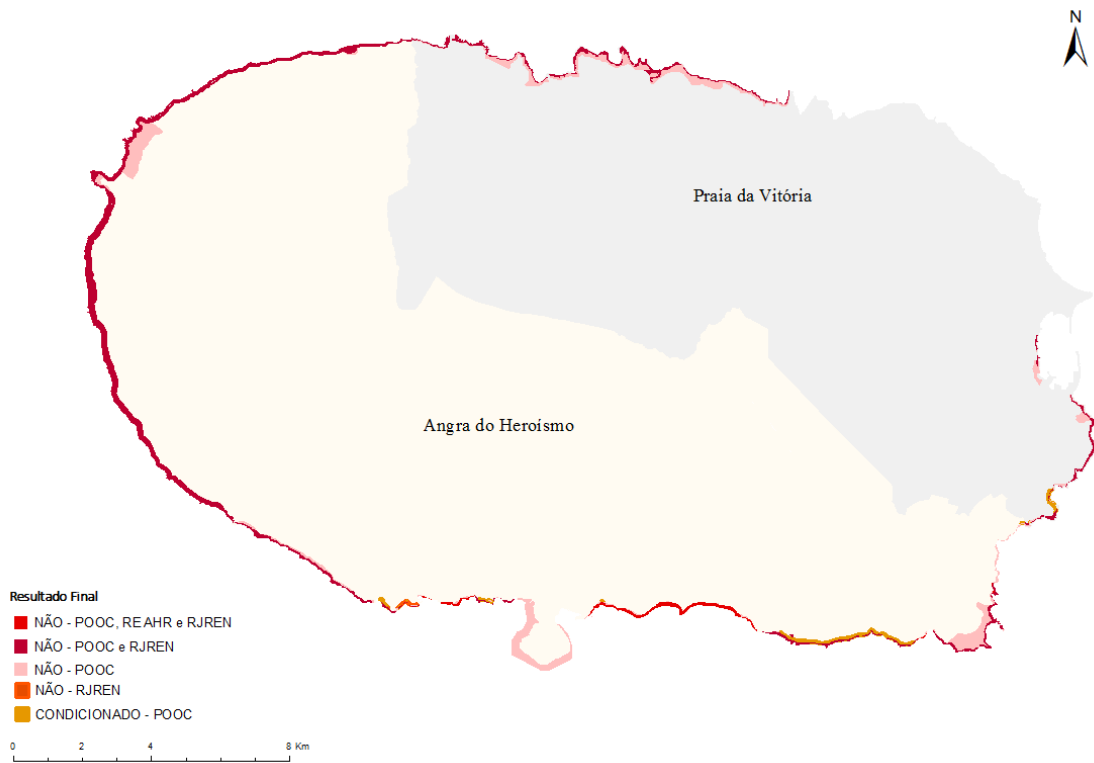 N
Praia da Vitória
Angra do Heroísmo
Resultado Final
NÃO - POOC, REAHR e RJREN
NÃO - POOC e RJREN
NÃO - POOC
NÃO - RJREN
CONDICIONADO - POOC
0 2 4 8 Km